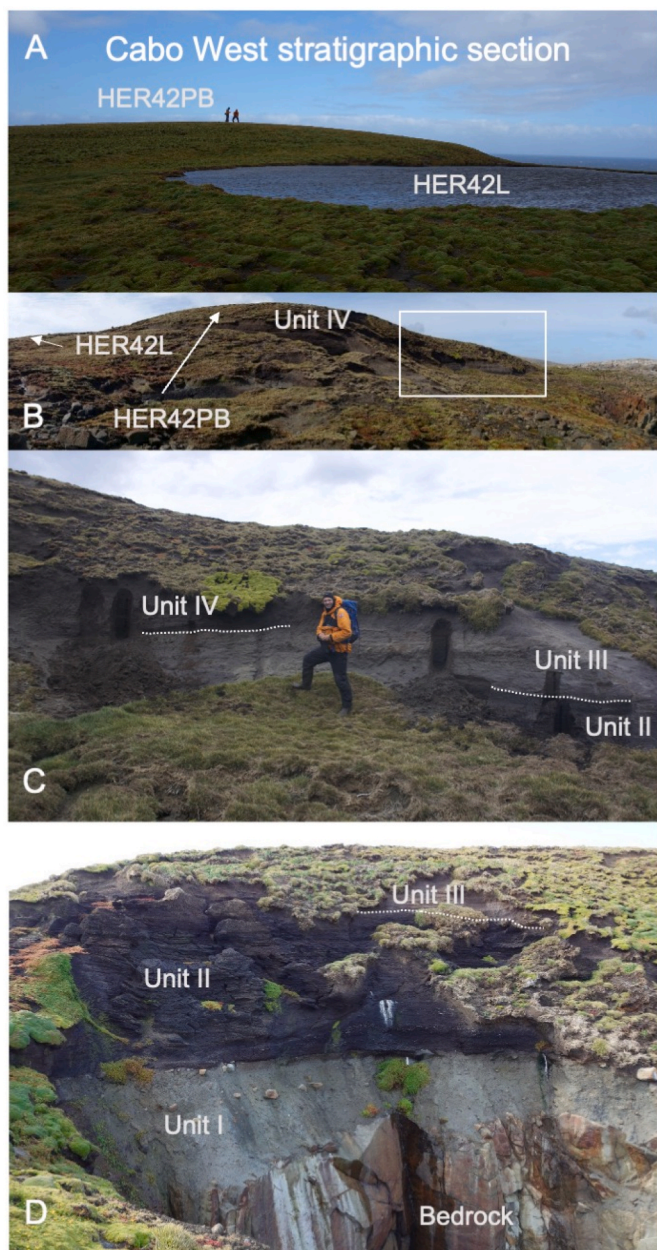 A
Cabo West stratigraphic section
HER42PB
HER42L
Unit IV
HER42L
HER42PB
B
Unit IV
Unit III
Unit II
C
Unit III
Unit II
Unit I
Bedrock
D